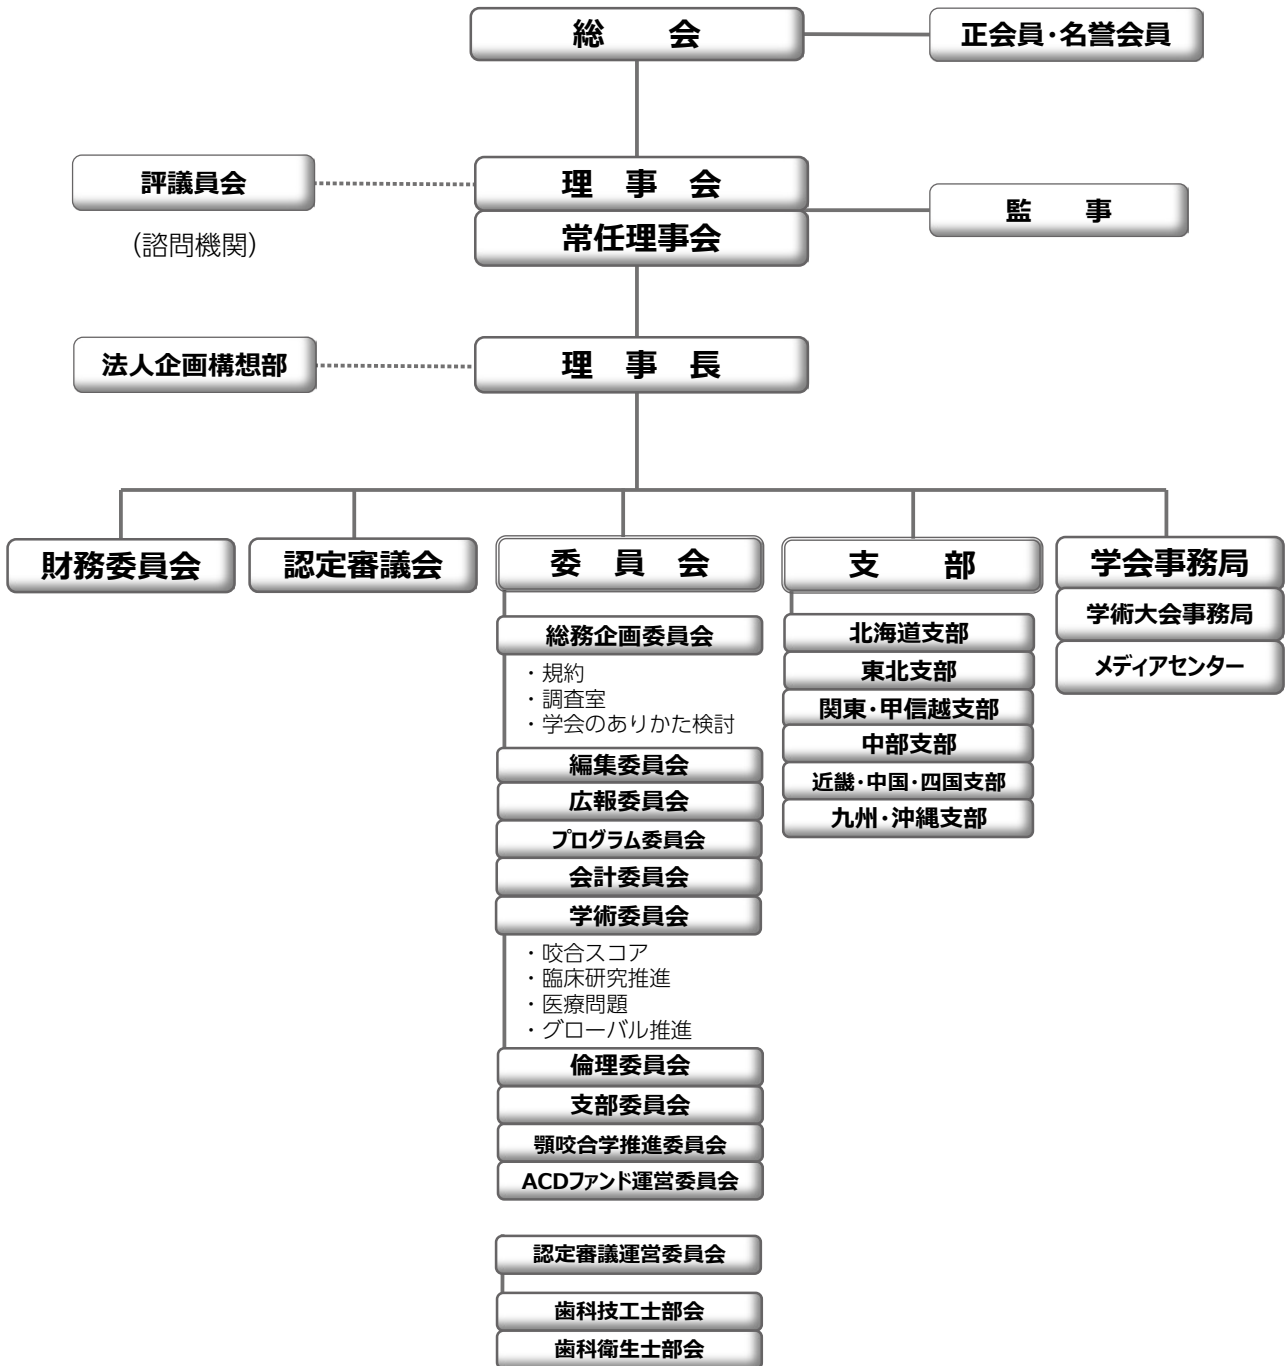 総　会
正会員･名誉会員
評議員会
(諮問機関)
理　事　会
常任理事会
監　事
法人企画構想部
理　事　長
財務委員会
認定審議会
委　員　会
支　部
学会事務局
学術大会事務局
メディアセンター
総務企画委員会
・規約
・調査室
・学会のありかた検討
編集委員会
広報委員会
プログラム委員会
会計委員会
学術委員会
・咬合スコア
・臨床研究推進
・医療問題
・グローバル推進
倫理委員会
支部委員会
顎咬合学推進委員会
ACDファンド運営委員会
認定審議運営委員会
歯科技工士部会
歯科衛生士部会
北海道支部
東北支部
関東･甲信越支部
中部支部
近畿･中国･四国支部
九州･沖縄支部